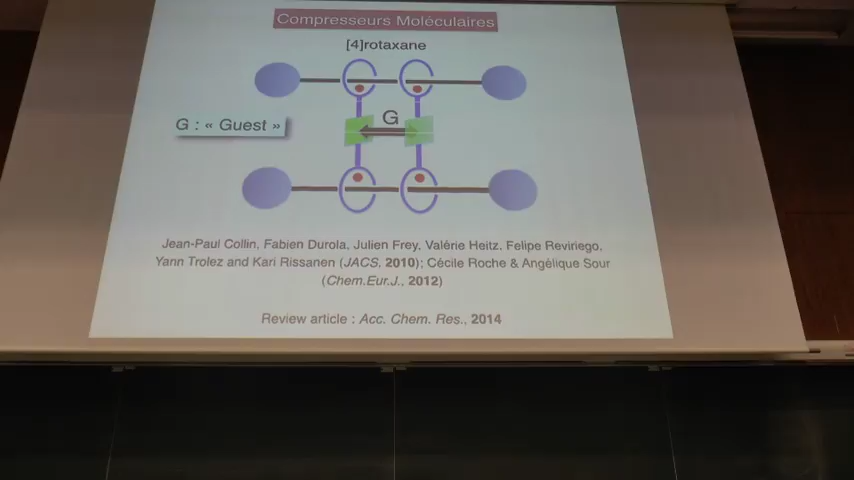 Compresseurs Moléculaires
[4]rotaxane
G
G : « Guest »
Jean-Paul Collin, Fabien Durola, Julien Frey, Valérie Heitz, Felipe Reviriego,
Yann Trolez and Kari Rissanen (JACS, 2010); Cécile Roche & Angélique Sour
(Chem.Eur.J., 2012)
Review article : Acc. Chem. Res., 2014